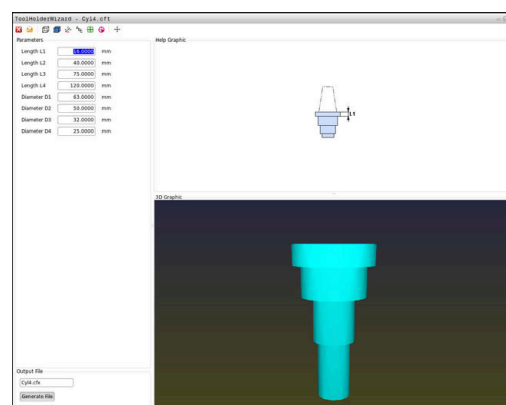 ToolHolderWizard - Cyl4.cft
Parameters
Length L1 mm
Length L2 40.0000 mm
Length L3 75.0000 mm
Length L4 120.0000 mm
Diameter D1 63.0000 mm
Diameter D2 50.0000 mm
Diameter D3 32.0000 mm
Diameter D4 25.0000 mm
Help Graphic
L1
3D Graphic
Output File
Cyl4.cfx
Generate File